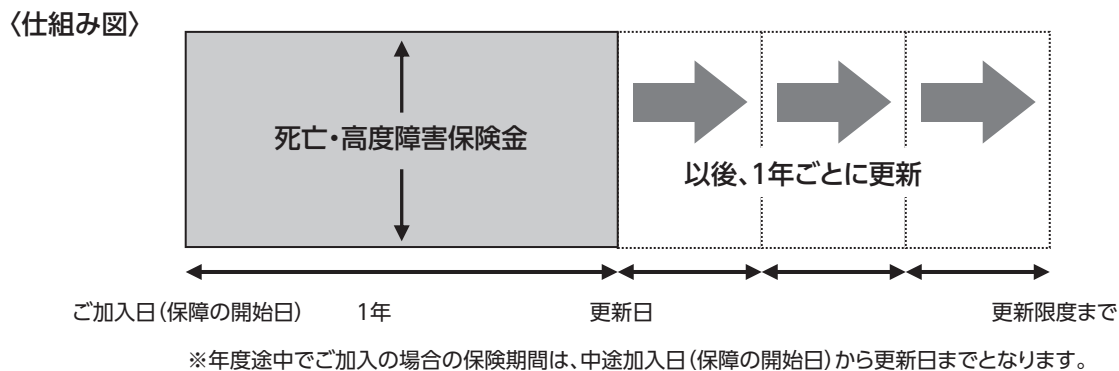 〈仕組み図〉
死亡・高度障害保険金
以後、1年ごとに更新
ご加入日(保障の開始日) 1年 更新日 更新限度まで
※年度途中でご加入の場合の保険期間は、中途加入日(保障の開始日)から更新日までとなります。